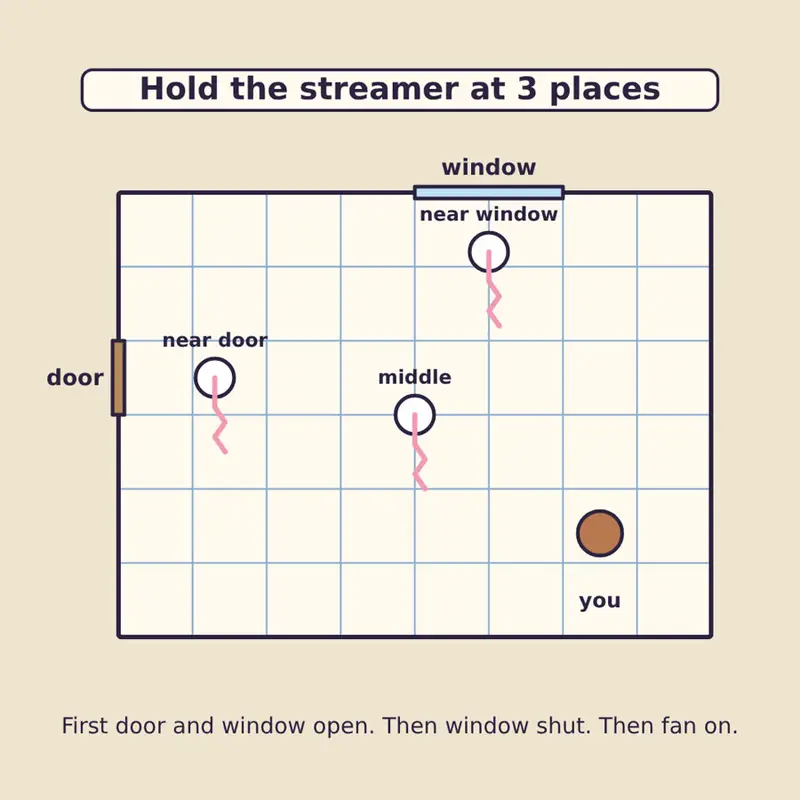 Hold the streamer at 3 places
window
near window
near door
door
middle
you
First door and window open. Then window shut. Then fan on.